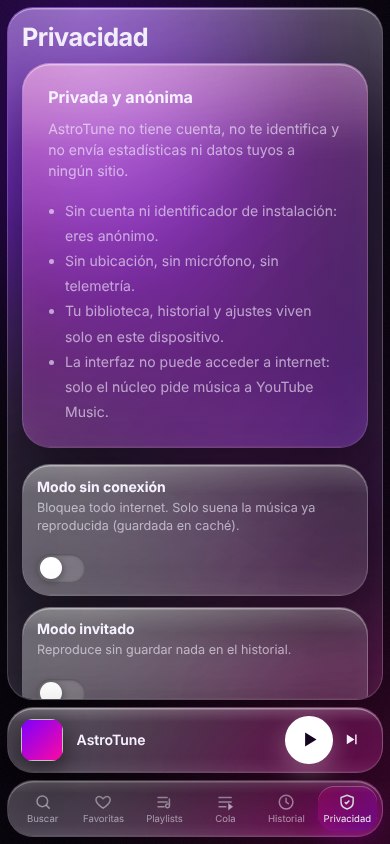 Privacidad
Privada y anónima
AstroTune no tiene cuenta, no te identifica y
no envía estadísticas ni datos tuyos a
ningún sitio.
• Sin cuenta ni identificador de instalación:
eres anónimo.
• Sin ubicación, sin micrófono, sin
telemetría.
• Tu biblioteca, historial y ajustes viven
solo en este dispositivo.
• La interfaz no puede acceder a internet:
solo el núcleo pide música a YouTube
Music.
Modo sin conexión
Bloquea todo internet. Solo suena la música ya
reproducida (guardada en caché).
Modo invitado
Reproduce sin guardar nada en el historial.
AstroTune
Buscar Favoritas Playlists Cola Historial Privacidad